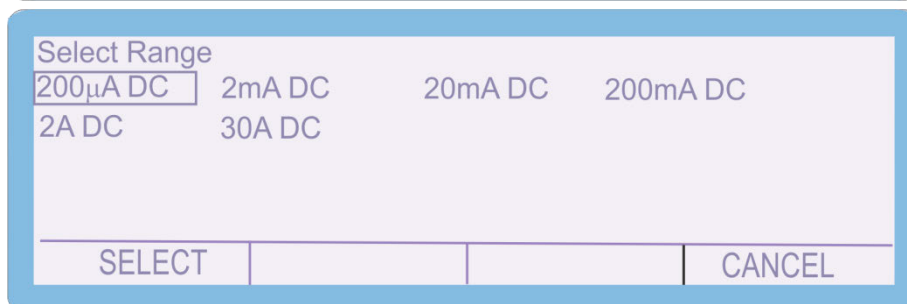 Select Range
200µA DC 2mA DC 20mA DC 200mA DC
2A DC 30A DC
SELECT CANCEL